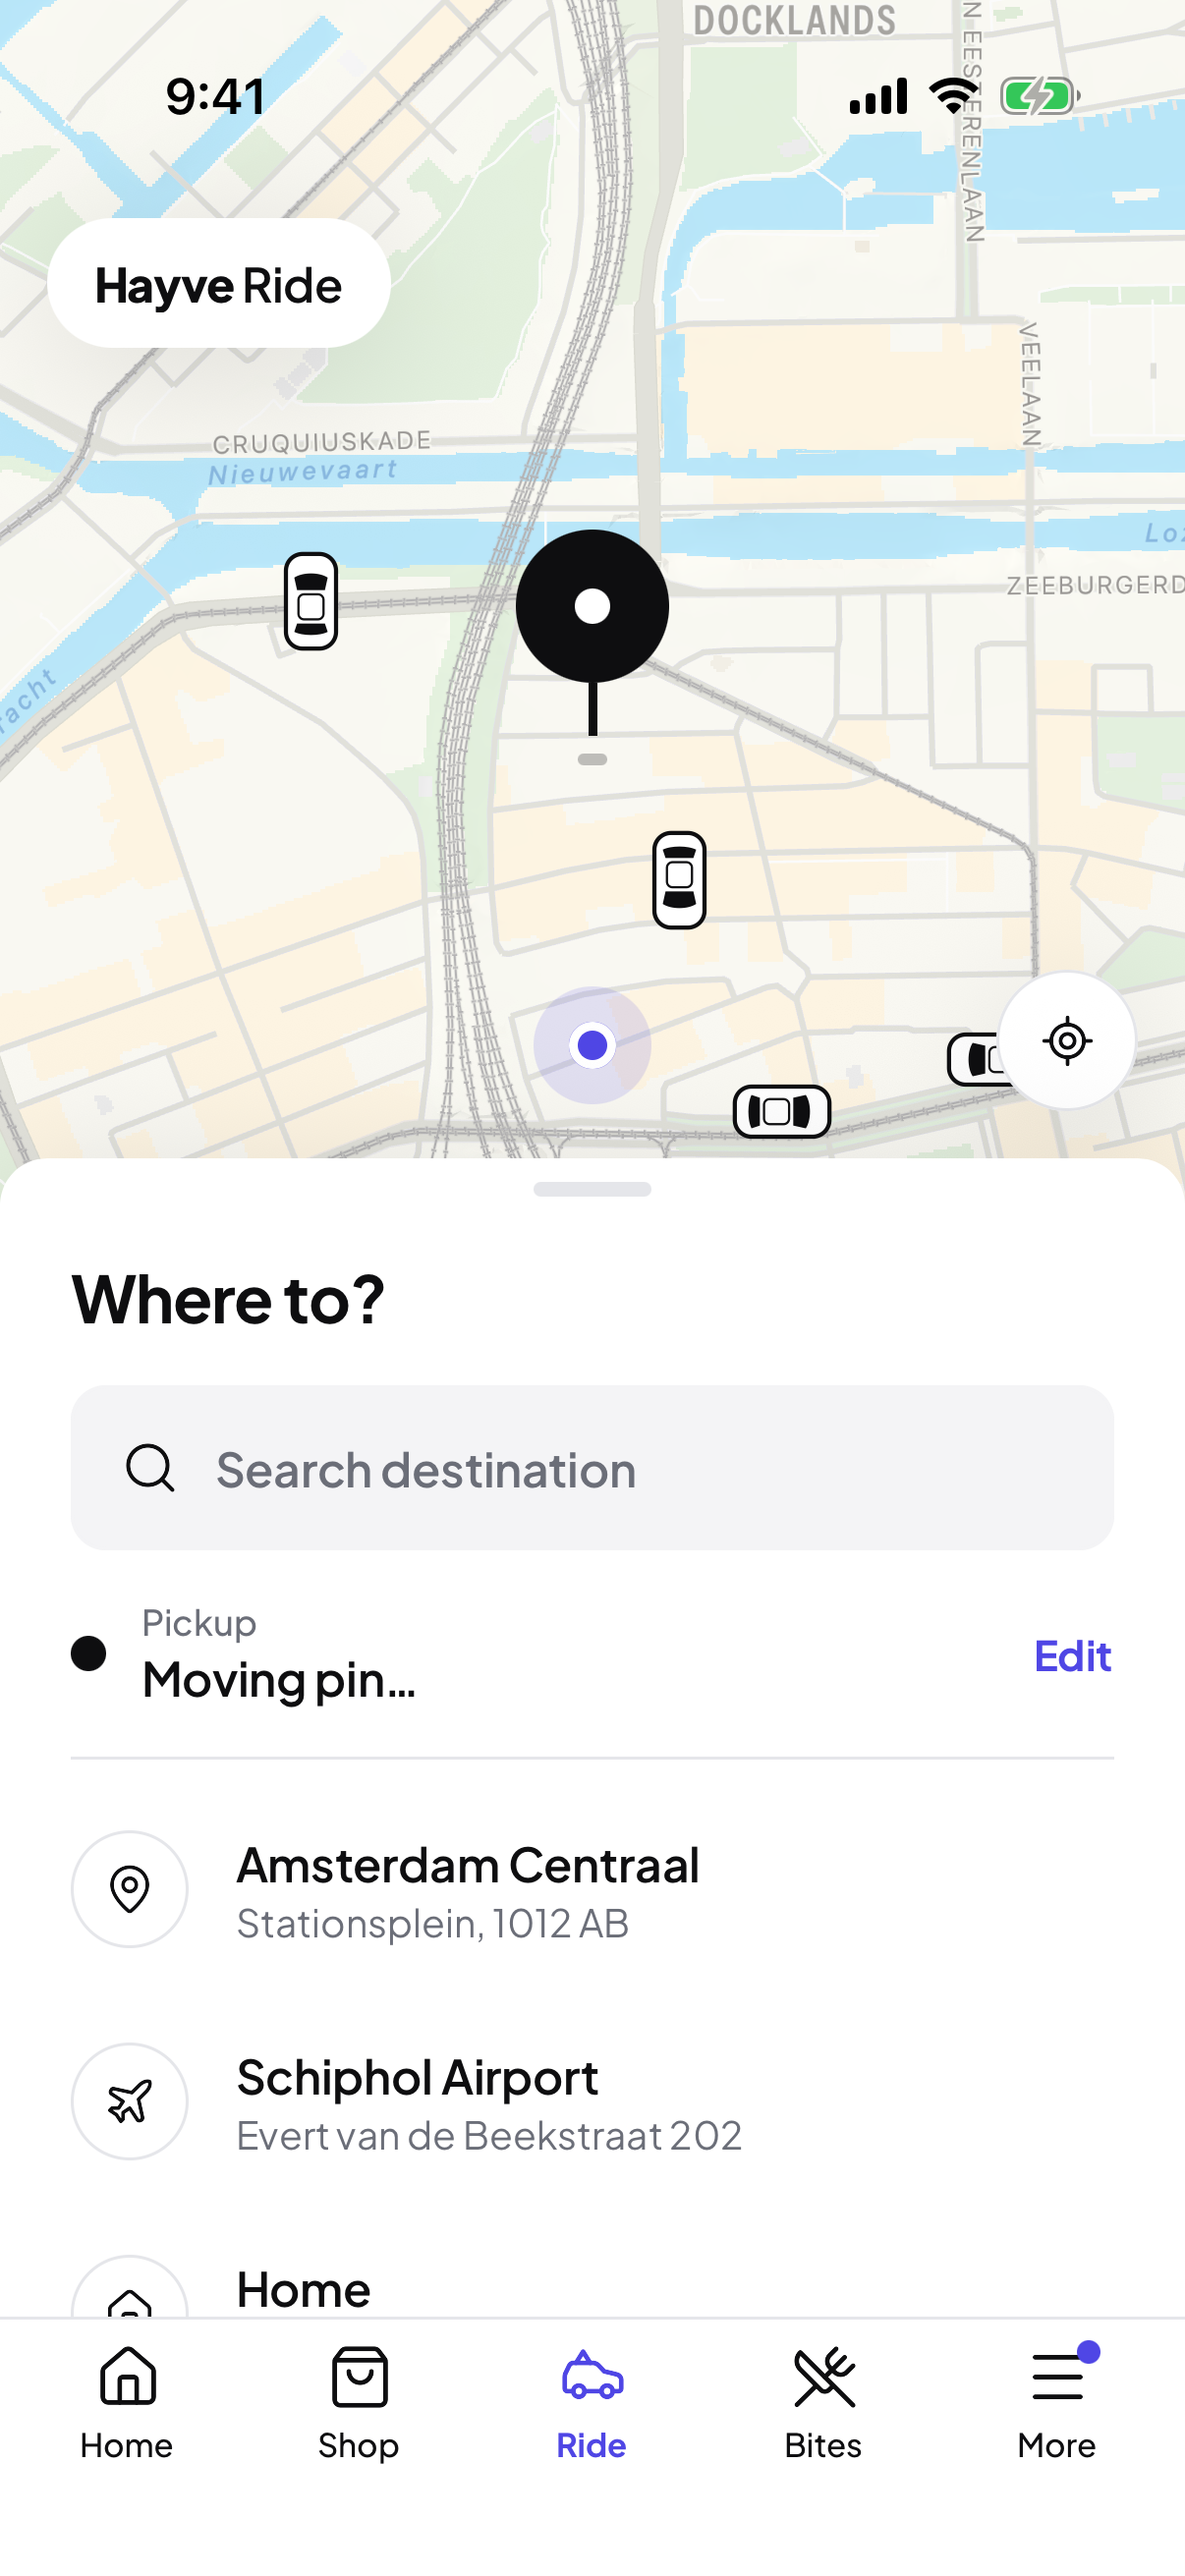 DOCKLANDS
9:41
VEELAAN
Hayve Ride
CRUQUIUSKADE
Nieuwevaart
Where to?
Search destination
Pickup
Moving pin...
Edit
Amsterdam Centraal
Stationsplein, 1012 AB
Schiphol Airport
Evert van de Beekstraat 202
Home
Home
Shop
Ride
Bites
More